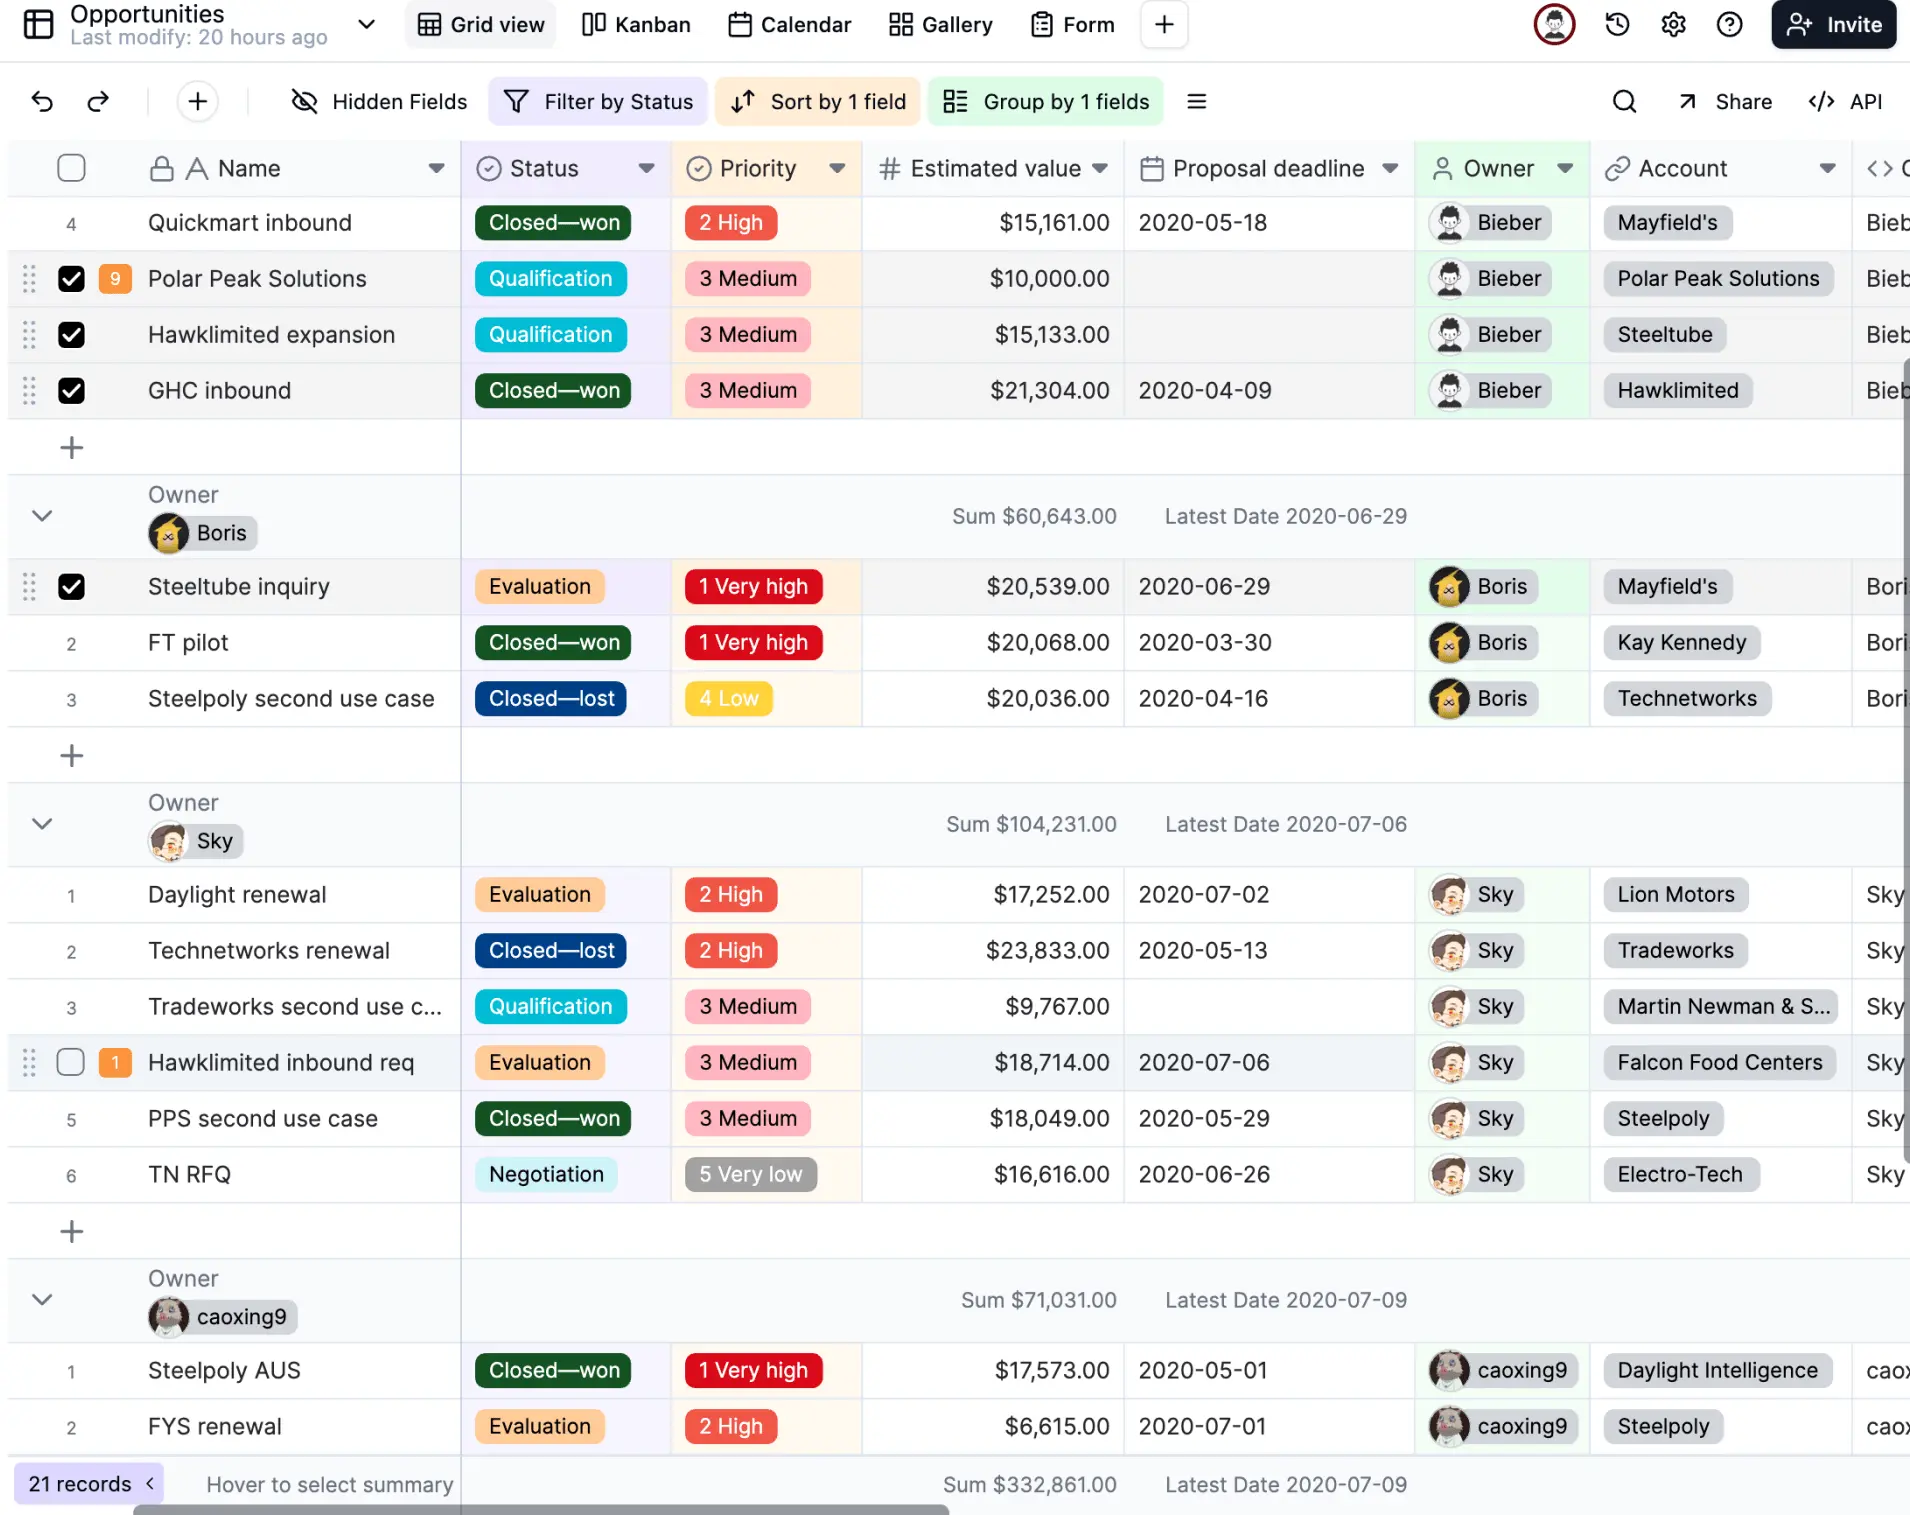 Opportunities
Last modify: 20 hours ago
Grid view
Kanban
Calendar
Gallery
Form
Invite
Hidden Fields
Filter by Status
Sort by 1 field
Group by 1 fields
Share
API
Name Status Priority Estimated value Proposal deadline Owner Account
4 Quickmart inbound Closed—won 2 High $15,161.00 2020-05-18 Bieber Mayfield's Bieb
9 Polar Peak Solutions Qualification 3 Medium $10,000.00 Bieber Polar Peak Solutions Bieb
Hawklimited expansion Qualification 3 Medium $15,133.00 Bieber Steeltube Bieb
GHC inbound Closed—won 3 Medium $21,304.00 2020-04-09 Bieber Hawklimited Bieb
Owner
Boris
Sum $60,643.00 Latest Date 2020-06-29
Steeltube inquiry Evaluation 1 Very high $20,539.00 2020-06-29 Boris Mayfield's Bori
2 FT pilot Closed—won 1 Very high $20,068.00 2020-03-30 Boris Kay Kennedy Bori
3 Steelpoly second use case Closed—lost 4 Low $20,036.00 2020-04-16 Boris Technetworks Bori
Owner
Sky
Sum $104,231.00 Latest Date 2020-07-06
1 Daylight renewal Evaluation 2 High $17,252.00 2020-07-02 Sky Lion Motors Sky
2 Technetworks renewal Closed—lost 2 High $23,833.00 2020-05-13 Sky Tradeworks Sky
3 Tradeworks second use c... Qualification 3 Medium $9,767.00 Sky Martin Newman & S... Sky
1 Hawklimited inbound req Evaluation 3 Medium $18,714.00 2020-07-06 Sky Falcon Food Centers Sky
5 PPS second use case Closed—won 3 Medium $18,049.00 2020-05-29 Sky Steelpoly Sky
6 TN RFQ Negotiation 5 Very low $16,616.00 2020-06-26 Sky Electro-Tech Sky
Owner
caoxing9
Sum $71,031.00 Latest Date 2020-07-09
1 Steelpoly AUS Closed—won 1 Very high $17,573.00 2020-05-01 caoxing9 Daylight Intelligence caox
2 FYS renewal Evaluation 2 High $6,615.00 2020-07-01 caoxing9 Steelpoly caox
21 records Hover to select summary Sum $332,861.00 Latest Date 2020-07-09